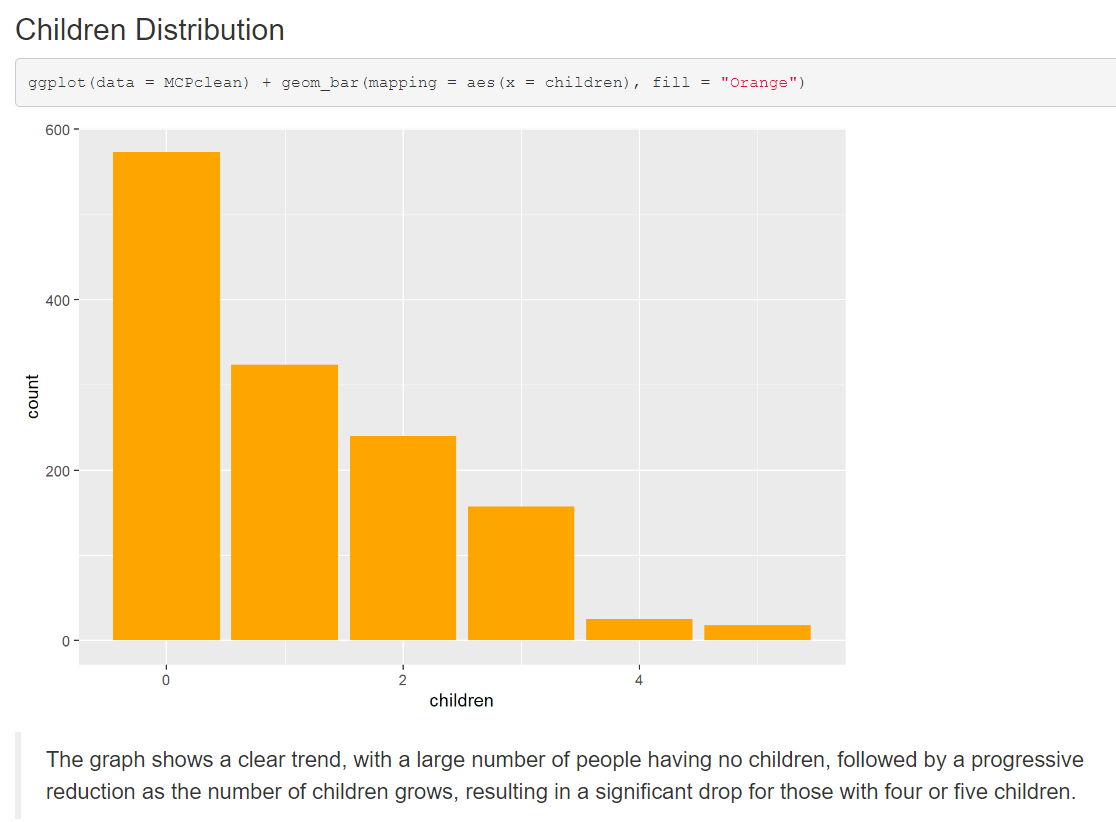 Children Distribution
ggplot(data = MCPclean) + geom_bar(mapping = aes(x = children), fill = "Orange")
600
400
200
0
count
0 2 4
children
The graph shows a clear trend, with a large number of people having no children, followed by a progressive
reduction as the number of children grows, resulting in a significant drop for those with four or five children.